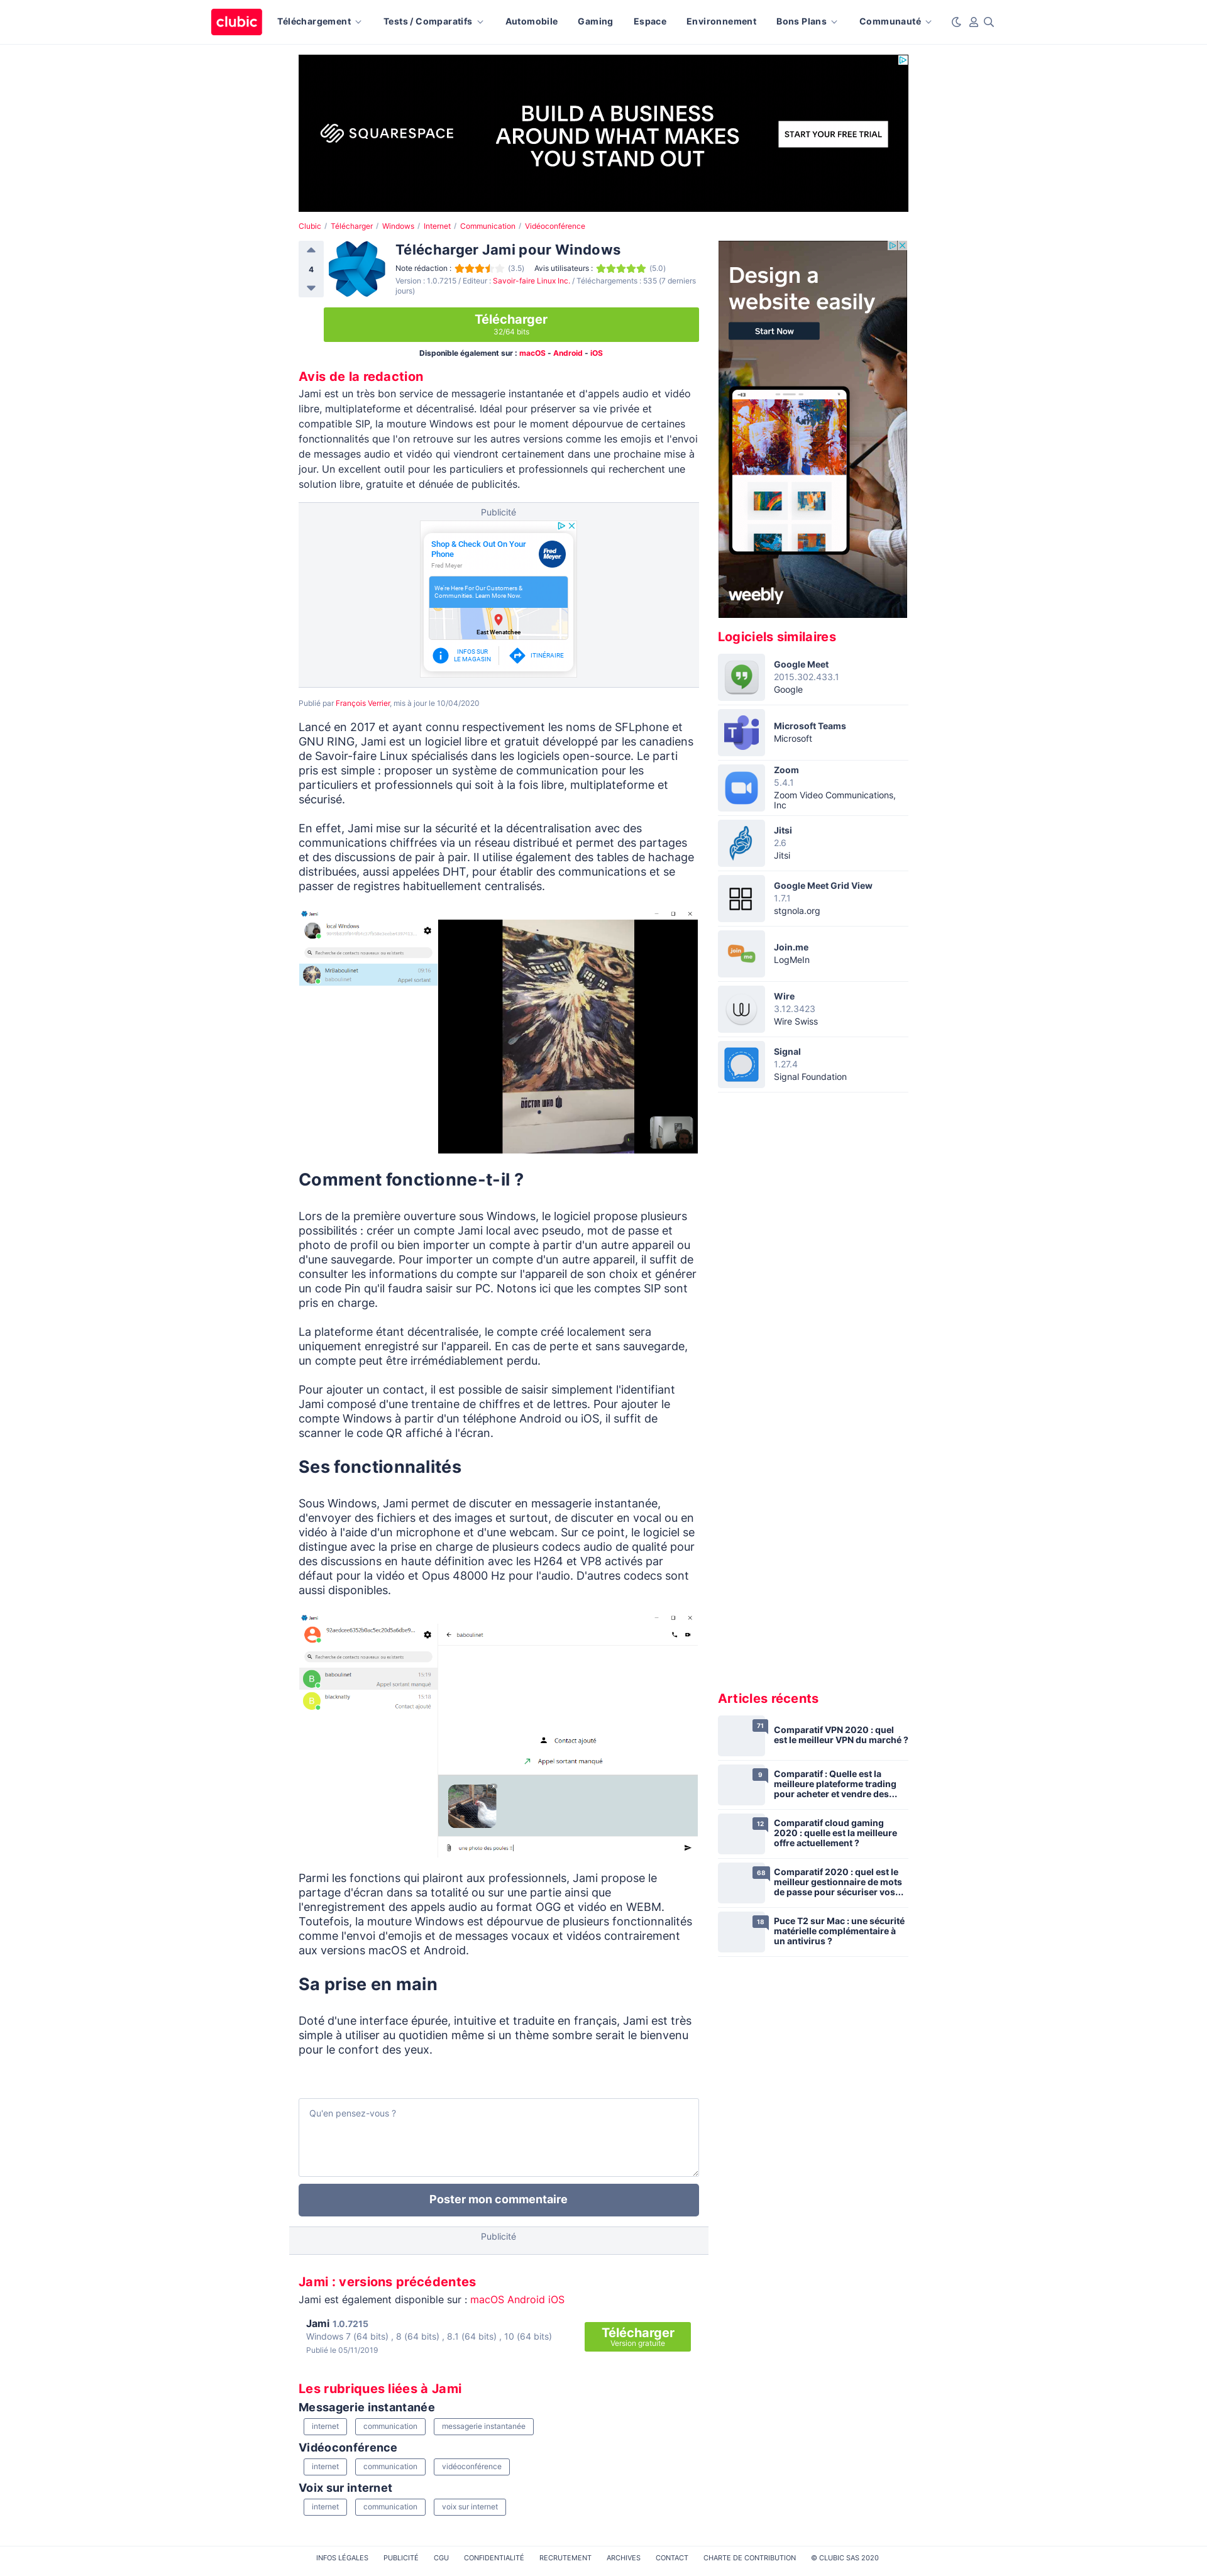 clubic
Téléchargement
Tests / Comparatifs
Automobile
Gaming
Espace
Environnement
Bons Plans
Communauté
SQUARESPACE
BUILD A BUSINESS
AROUND WHAT MAKES
YOU STAND OUT
START YOUR FREE TRIAL
Clubic / Télécharger / Windows / Internet / Communication / Vidéoconférence
4
Télécharger Jami pour Windows
Note rédaction : (3.5) Avis utilisateurs : (5.0)
Version : 1.0.7215 / Editeur : Savoir-faire Linux Inc. / Téléchargements : 535 (7 derniers
jours)
Télécharger
32/64 bits
Disponible également sur : macOS - Android - iOS
Avis de la redaction
Jami est un très bon service de messagerie instantanée et d'appels audio et vidéo
libre, multiplateforme et décentralisé. Idéal pour préserver sa vie privée et
compatible SIP, la mouture Windows est pour le moment dépourvue de certaines
fonctionnalités que l'on retrouve sur les autres versions comme les emojis et l'envoi
de messages audio et vidéo qui viendront certainement dans une prochaine mise à
jour. Un excellent outil pour les particuliers et professionnels qui recherchent une
solution libre, gratuite et dénuée de publicités.
Publicité
Shop & Check Out On Your
Phone
Fred Meyer
Fred
Meyer
We're Here For Our Customers &
Communities. Learn More Now.
East Wenatchee
INFOS SUR
LE MAGASIN
ITINÉRAIRE
Publié par François Verrier, mis à jour le 10/04/2020
Lancé en 2017 et ayant connu respectivement les noms de SFLphone et
GNU RING, Jami est un logiciel libre et gratuit développé par les canadiens
de Savoir-faire Linux spécialisés dans les logiciels open-source. Le parti
pris est simple : proposer un système de communication pour les
particuliers et professionnels qui soit à la fois libre, multiplateforme et
sécurisé.
En effet, Jami mise sur la sécurité et la décentralisation avec des
communications chiffrées via un réseau distribué et permet des partages
et des discussions de pair à pair. Il utilise également des tables de hachage
distribuées, aussi appelées DHT, pour établir des communications et se
passer de registres habituellement centralisés.
Jami
local Windows
Recherche de contacts nouveaux ou existants
MrBaboulinet
baboulinet
Appel sortant
DOCTOR WHO
Comment fonctionne-t-il ?
Lors de la première ouverture sous Windows, le logiciel propose plusieurs
possibilités : créer un compte Jami local avec pseudo, mot de passe et
photo de profil ou bien importer un compte à partir d'un autre appareil ou
d'une sauvegarde. Pour importer un compte d'un autre appareil, il suffit de
consulter les informations du compte sur l'appareil de son choix et générer
un code Pin qu'il faudra saisir sur PC. Notons ici que les comptes SIP sont
pris en charge.
La plateforme étant décentralisée, le compte créé localement sera
uniquement enregistré sur l'appareil. En cas de perte et sans sauvegarde,
un compte peut être irrémédiablement perdu.
Pour ajouter un contact, il est possible de saisir simplement l'identifiant
Jami composé d'une trentaine de chiffres et de lettres. Pour ajouter le
compte Windows à partir d'un téléphone Android ou iOS, il suffit de
scanner le code QR affiché à l'écran.
Ses fonctionnalités
Sous Windows, Jami permet de discuter en messagerie instantanée,
d'envoyer des fichiers et des images et surtout, de discuter en vocal ou en
vidéo à l'aide d'un microphone et d'une webcam. Sur ce point, le logiciel se
distingue avec la prise en charge de plusieurs codecs audio de qualité pour
des discussions en haute définition avec les H264 et VP8 activés par
défaut pour la vidéo et Opus 48000 Hz pour l'audio. D'autres codecs sont
aussi disponibles.
Jami
baboulinet
Recherche de contacts nouveaux ou existants
B
baboulinet
15:19
Appel sortant manqué
B
blacknatty
15:18
Contact ajouté
Contact ajouté
Appel sortant manqué
une photo des poules !!
Parmi les fonctions qui plairont aux professionnels, Jami propose le
partage d'écran dans sa totalité ou sur une partie ainsi que
l'enregistrement des appels audio au format OGG et vidéo en WEBM.
Toutefois, la mouture Windows est dépourvue de plusieurs fonctionnalités
comme l'envoi d'emojis et de messages vocaux et vidéos contrairement
aux versions macOS et Android.
Sa prise en main
Doté d'une interface épurée, intuitive et traduite en français, Jami est très
simple à utiliser au quotidien même si un thème sombre serait le bienvenu
pour le confort des yeux.
Qu'en pensez-vous ?
Poster mon commentaire
Publicité
Jami : versions précédentes
Jami est également disponible sur : macOS Android iOS
Jami 1.0.7215
Windows 7 (64 bits) , 8 (64 bits) , 8.1 (64 bits) , 10 (64 bits)
Publié le 05/11/2019
Télécharger
Version gratuite
Les rubriques liées à Jami
Messagerie instantanée
internet
communication
messagerie instantanée
Vidéoconférence
internet
communication
vidéoconférence
Voix sur internet
internet
communication
voix sur internet
Design a
website easily
Start Now
weebly
Logiciels similaires
Google Meet
2015.302.433.1
Google
Microsoft Teams
Microsoft
Zoom
5.4.1
Zoom Video Communications,
Inc
Jitsi
2.6
Jitsi
Google Meet Grid View
1.7.1
stgnola.org
join
me
Join.me
LogMeIn
Wire
3.12.3423
Wire Swiss
Signal
1.27.4
Signal Foundation
Articles récents
71
Comparatif VPN 2020 : quel
est le meilleur VPN du marché ?
9
Comparatif : Quelle est la
meilleure plateforme trading
pour acheter et vendre des...
12
Comparatif cloud gaming
2020 : quelle est la meilleure
offre actuellement ?
68
Comparatif 2020 : quel est le
meilleur gestionnaire de mots
de passe pour sécuriser vos...
18
Puce T2 sur Mac : une sécurité
matérielle complémentaire à
un antivirus ?
INFOS LÉGALES
PUBLICITÉ
CGU
CONFIDENTIALITÉ
RECRUTEMENT
ARCHIVES
CONTACT
CHARTE DE CONTRIBUTION
© CLUBIC SAS 2020